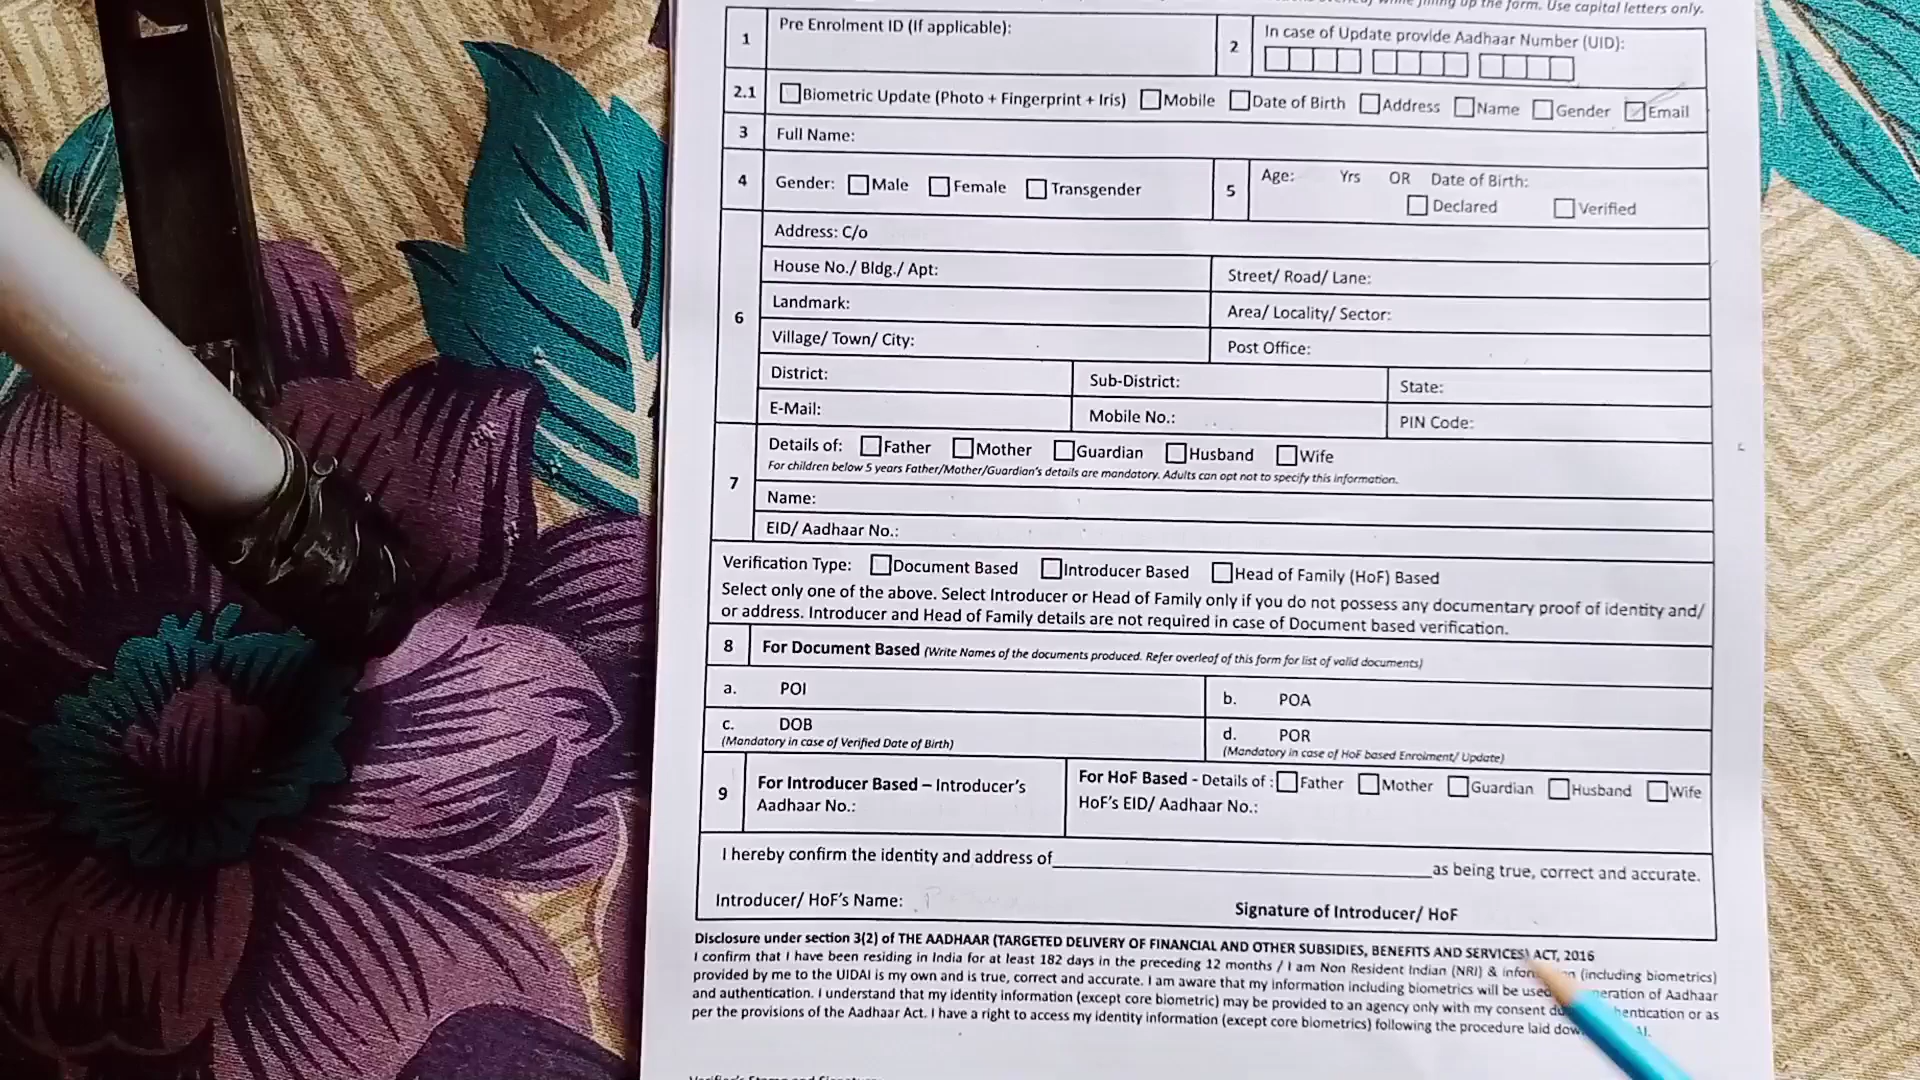 up the form. Use capital letters only.
1 Pre Enrolment ID (If applicable): 2 In case of Update provide Aadhaar Number (UID):
2.1 Biometric Update (Photo + Fingerprint + Iris) Mobile Date of Birth Address Name Gender Email
3 Full Name:
4 Gender: Male Female Transgender 5 Age: Yrs OR Date of Birth:
Declared Verified
6 Address: C/o
House No./ Bldg./ Apt: Street/ Road/ Lane:
Landmark: Area/ Locality/ Sector:
Village/ Town/ City: Post Office:
District: Sub-District: State:
E-Mail: Mobile No.: PIN Code:
7 Details of: Father Mother Guardian Husband Wife
For children below 5 years Father/Mother/Guardian's details are mandatory. Adults can opt not to specify this information.
Name:
EID/ Aadhaar No.:
Verification Type: Document Based Introducer Based Head of Family (HoF) Based
Select only one of the above. Select Introducer or Head of Family only if you do not possess any documentary proof of identity and/
or address. Introducer and Head of Family details are not required in case of Document based verification.
8 For Document Based (Write Names of the documents produced. Refer overleaf of this form for list of valid documents)
a. POI b. POA
c. DOB d. POR
(Mandatory in case of Verified Date of Birth) (Mandatory in case of HoF based Enrolment/ Update)
9 For Introducer Based – Introducer's For HoF Based - Details of : Father Mother Guardian Husband Wife
Aadhaar No.: HoF's EID/ Aadhaar No.:
I hereby confirm the identity and address of as being true, correct and accurate.
Introducer/ HoF's Name: Signature of Introducer/ HoF
Disclosure under section 3(2) of THE AADHAAR (TARGETED DELIVERY OF FINANCIAL AND OTHER SUBSIDIES, BENEFITS AND SERVICES) ACT, 2016
I confirm that I have been residing in India for at least 182 days in the preceding 12 months / I am Non Resident Indian (NRI) & (including biometrics)
provided by me to the UIDAI is my own and is true, correct and accurate. I am aware that my information including biometrics will be used of Aadhaar
and authentication. I understand that my identity information (except core biometric) may be provided to an agency only with my consent or as
per the provisions of the Aadhaar Act. I have a right to access my identity information (except core biometrics) following the procedure laid